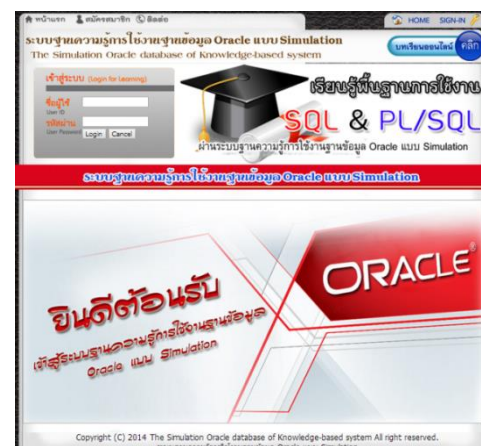 หน้าแรก สมัครสมาชิก ติดต่อ
HOME SIGN-IN
ระบบฐานความรู้การใช้งานฐานข้อมูล Oracle แบบ Simulation
The Simulation Oracle database of Knowledge-based system
บทเรียนออนไลน์ คลิก
เข้าสู่ระบบ (Login for Learning)
ชื่อผู้ใช้
User ID
รหัสผ่าน
User Password
Login Cancel
เรียนรู้พื้นฐานการใช้งาน
SQL & PL/SQL
ผ่านระบบฐานความรู้การใช้งานฐานข้อมูล Oracle แบบ Simulation
ระบบฐานความรู้การใช้งานฐานข้อมูล Oracle แบบ Simulation
ORACLE®
ยินดีต้อนรับ
เข้าสู่ระบบฐานความรู้การใช้งานฐานข้อมูล
Oracle แบบ Simulation
Copyright (C) 2014 The Simulation Oracle database of Knowledge-based system All right reserved.